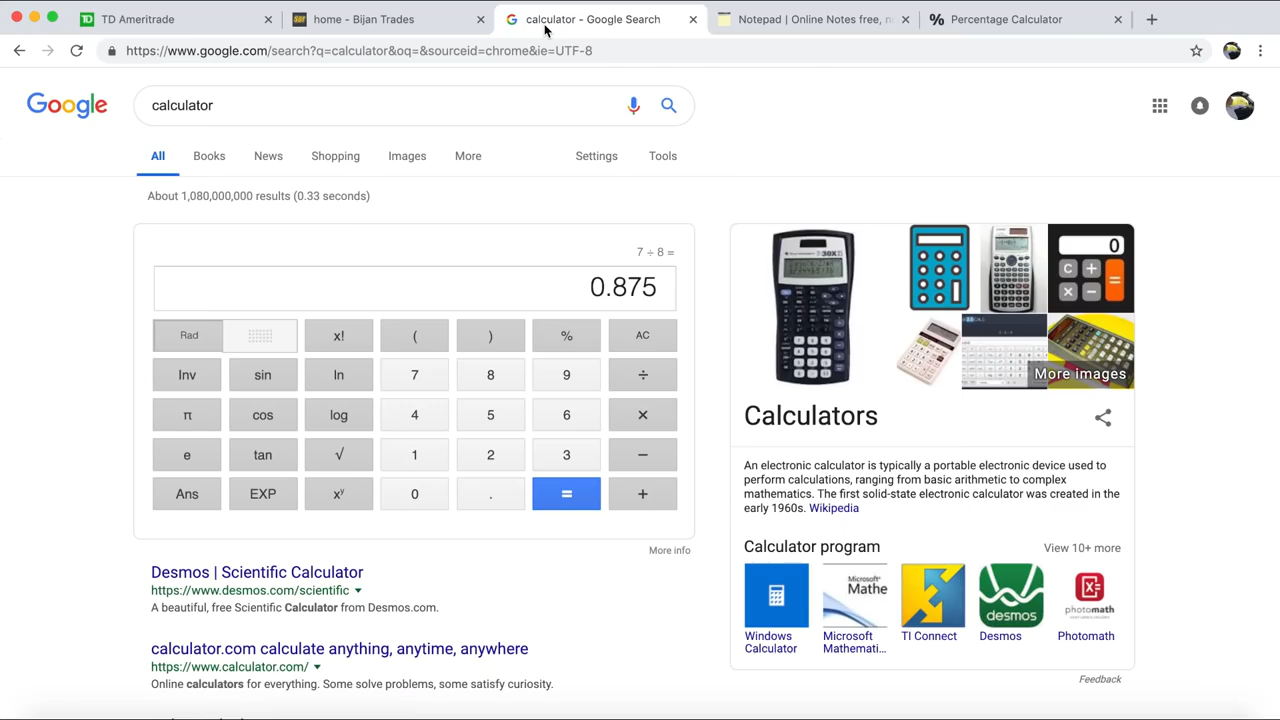 TD Ameritrade
home - Bijan Trades
calculator - Google Search
Notepad | Online Notes free, n
Percentage Calculator
https://www.google.com/search?q=calculator&oq=&sourceid=chrome&ie=UTF-8
Google
calculator
All Books News Shopping Images More Settings Tools
About 1,080,000,000 results (0.33 seconds)
7 ÷ 8 =
0.875
Rad x! ( ) % AC
Inv sin ln 7 8 9 ÷
π cos log 4 5 6 ×
e tan √ 1 2 3 −
Ans EXP xʸ 0 . = +
More info
Desmos | Scientific Calculator
https://www.desmos.com/scientific
A beautiful, free Scientific Calculator from Desmos.com.
calculator.com calculate anything, anytime, anywhere
https://www.calculator.com/
Online calculators for everything. Some solve problems, some satisfy curiosity.
0
C + − × =
More images
Calculators
An electronic calculator is typically a portable electronic device used to
perform calculations, ranging from basic arithmetic to complex
mathematics. The first solid-state electronic calculator was created in the
early 1960s. Wikipedia
Calculator program
View 10+ more
Microsoft
Mathe
desmos
photomath
Windows
Calculator
Microsoft
Mathemati...
TI Connect
Desmos
Photomath
Feedback